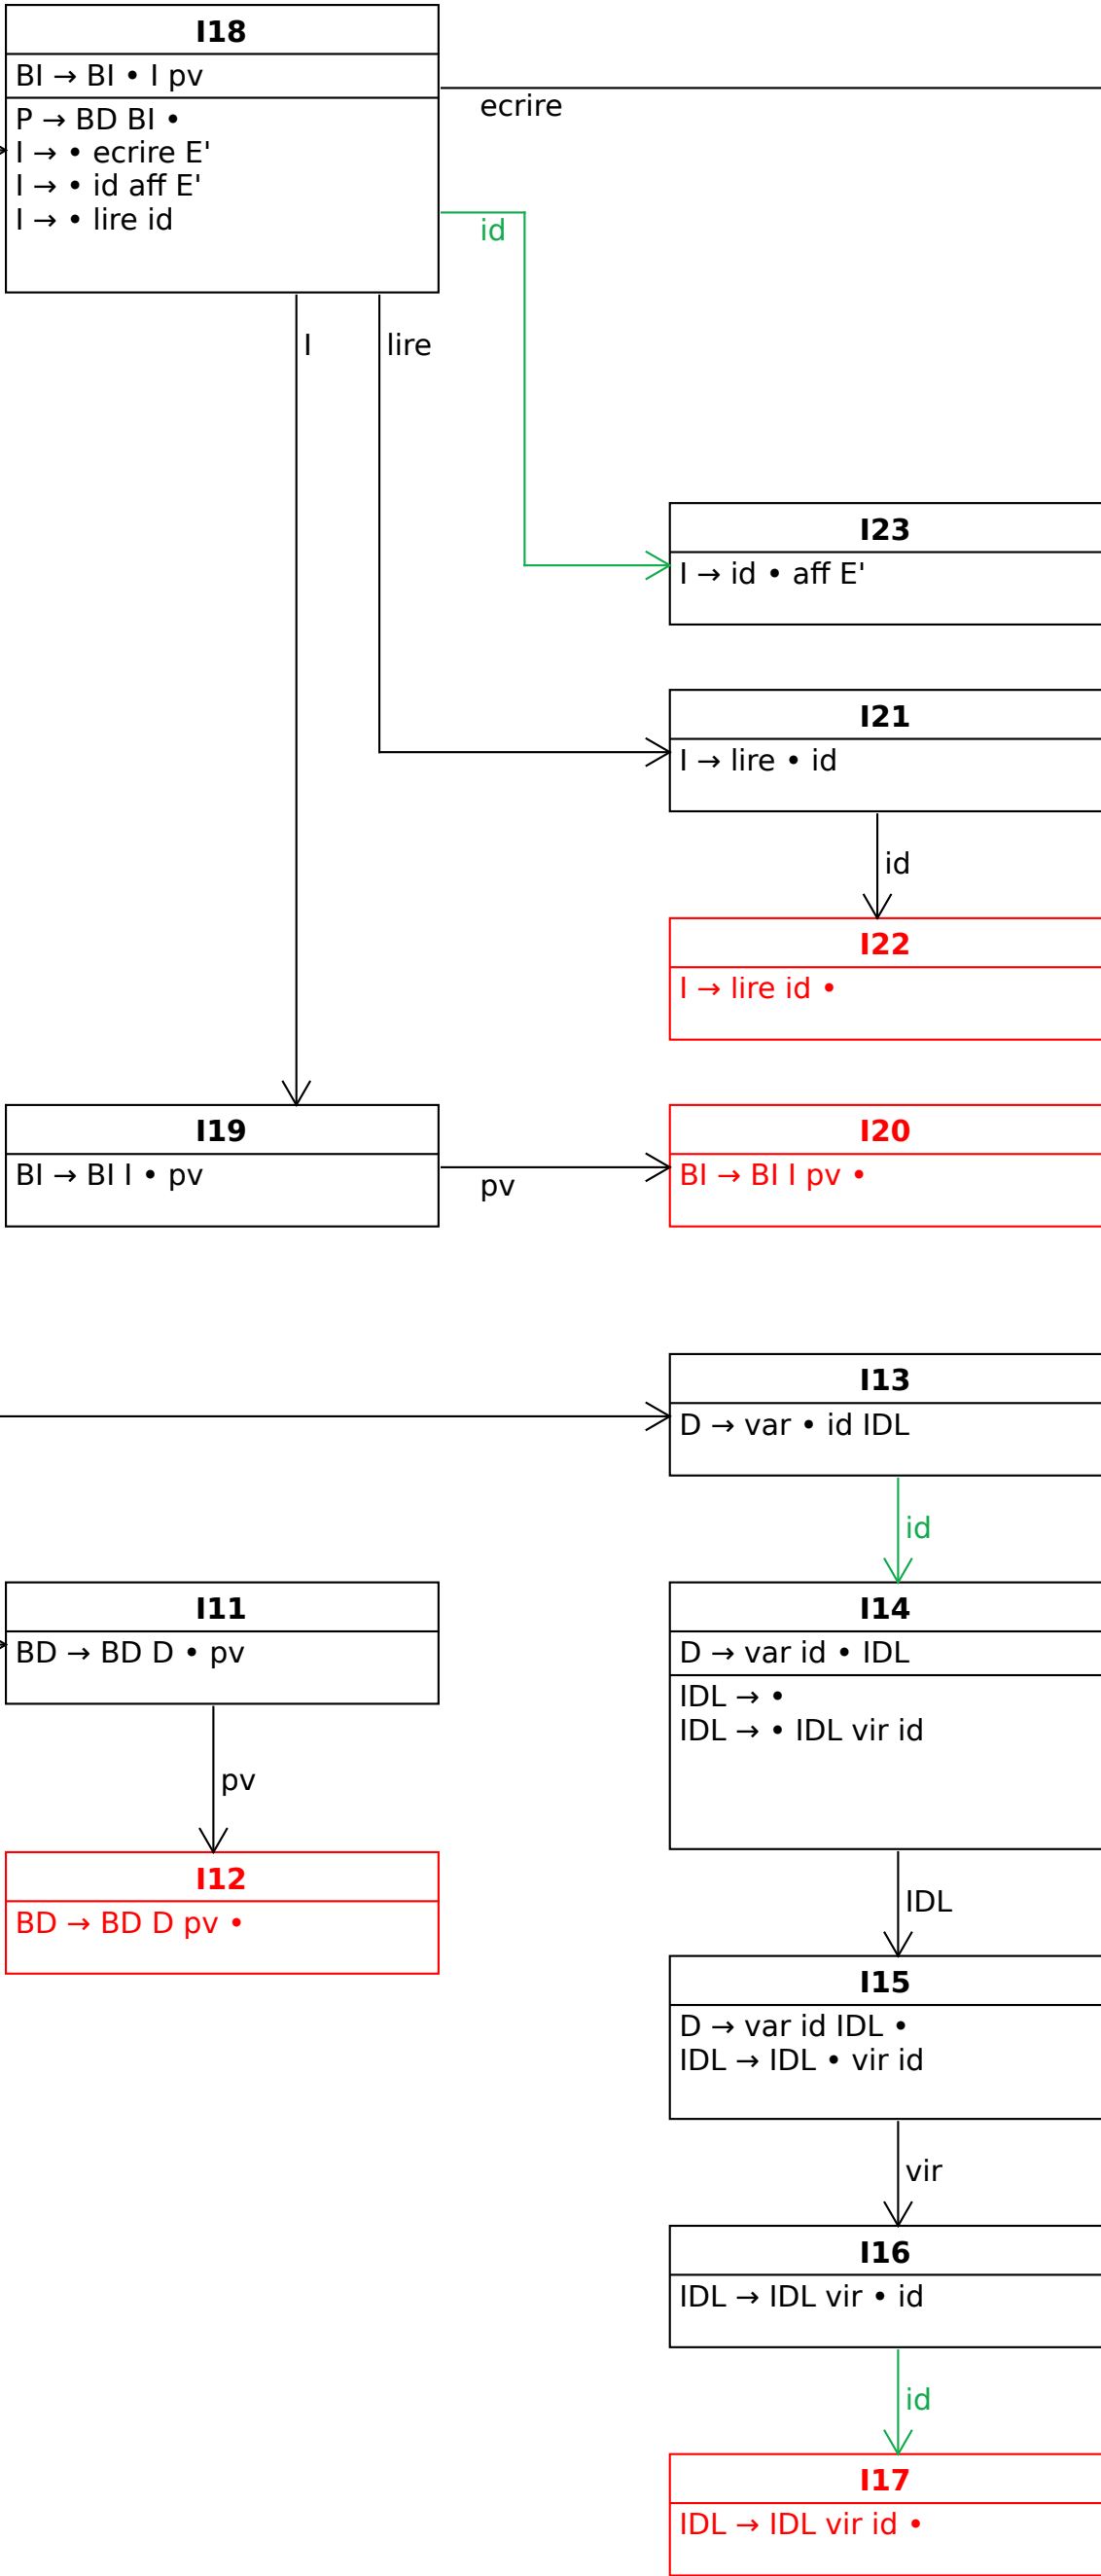 I18
BI → BI • I pv
P → BD BI •
I → • ecrire E'
I → • id aff E'
I → • lire id
ecrire
id
I
lire
I23
I → id • aff E'
I21
I → lire • id
id
I22
I → lire id •
I19
BI → BI I • pv
pv
I20
BI → BI I pv •
I13
D → var • id IDL
id
I11
BD → BD D • pv
pv
I12
BD → BD D pv •
I14
D → var id • IDL
IDL → •
IDL → • IDL vir id
IDL
I15
D → var id IDL •
IDL → IDL • vir id
vir
I16
IDL → IDL vir • id
id
I17
IDL → IDL vir id •